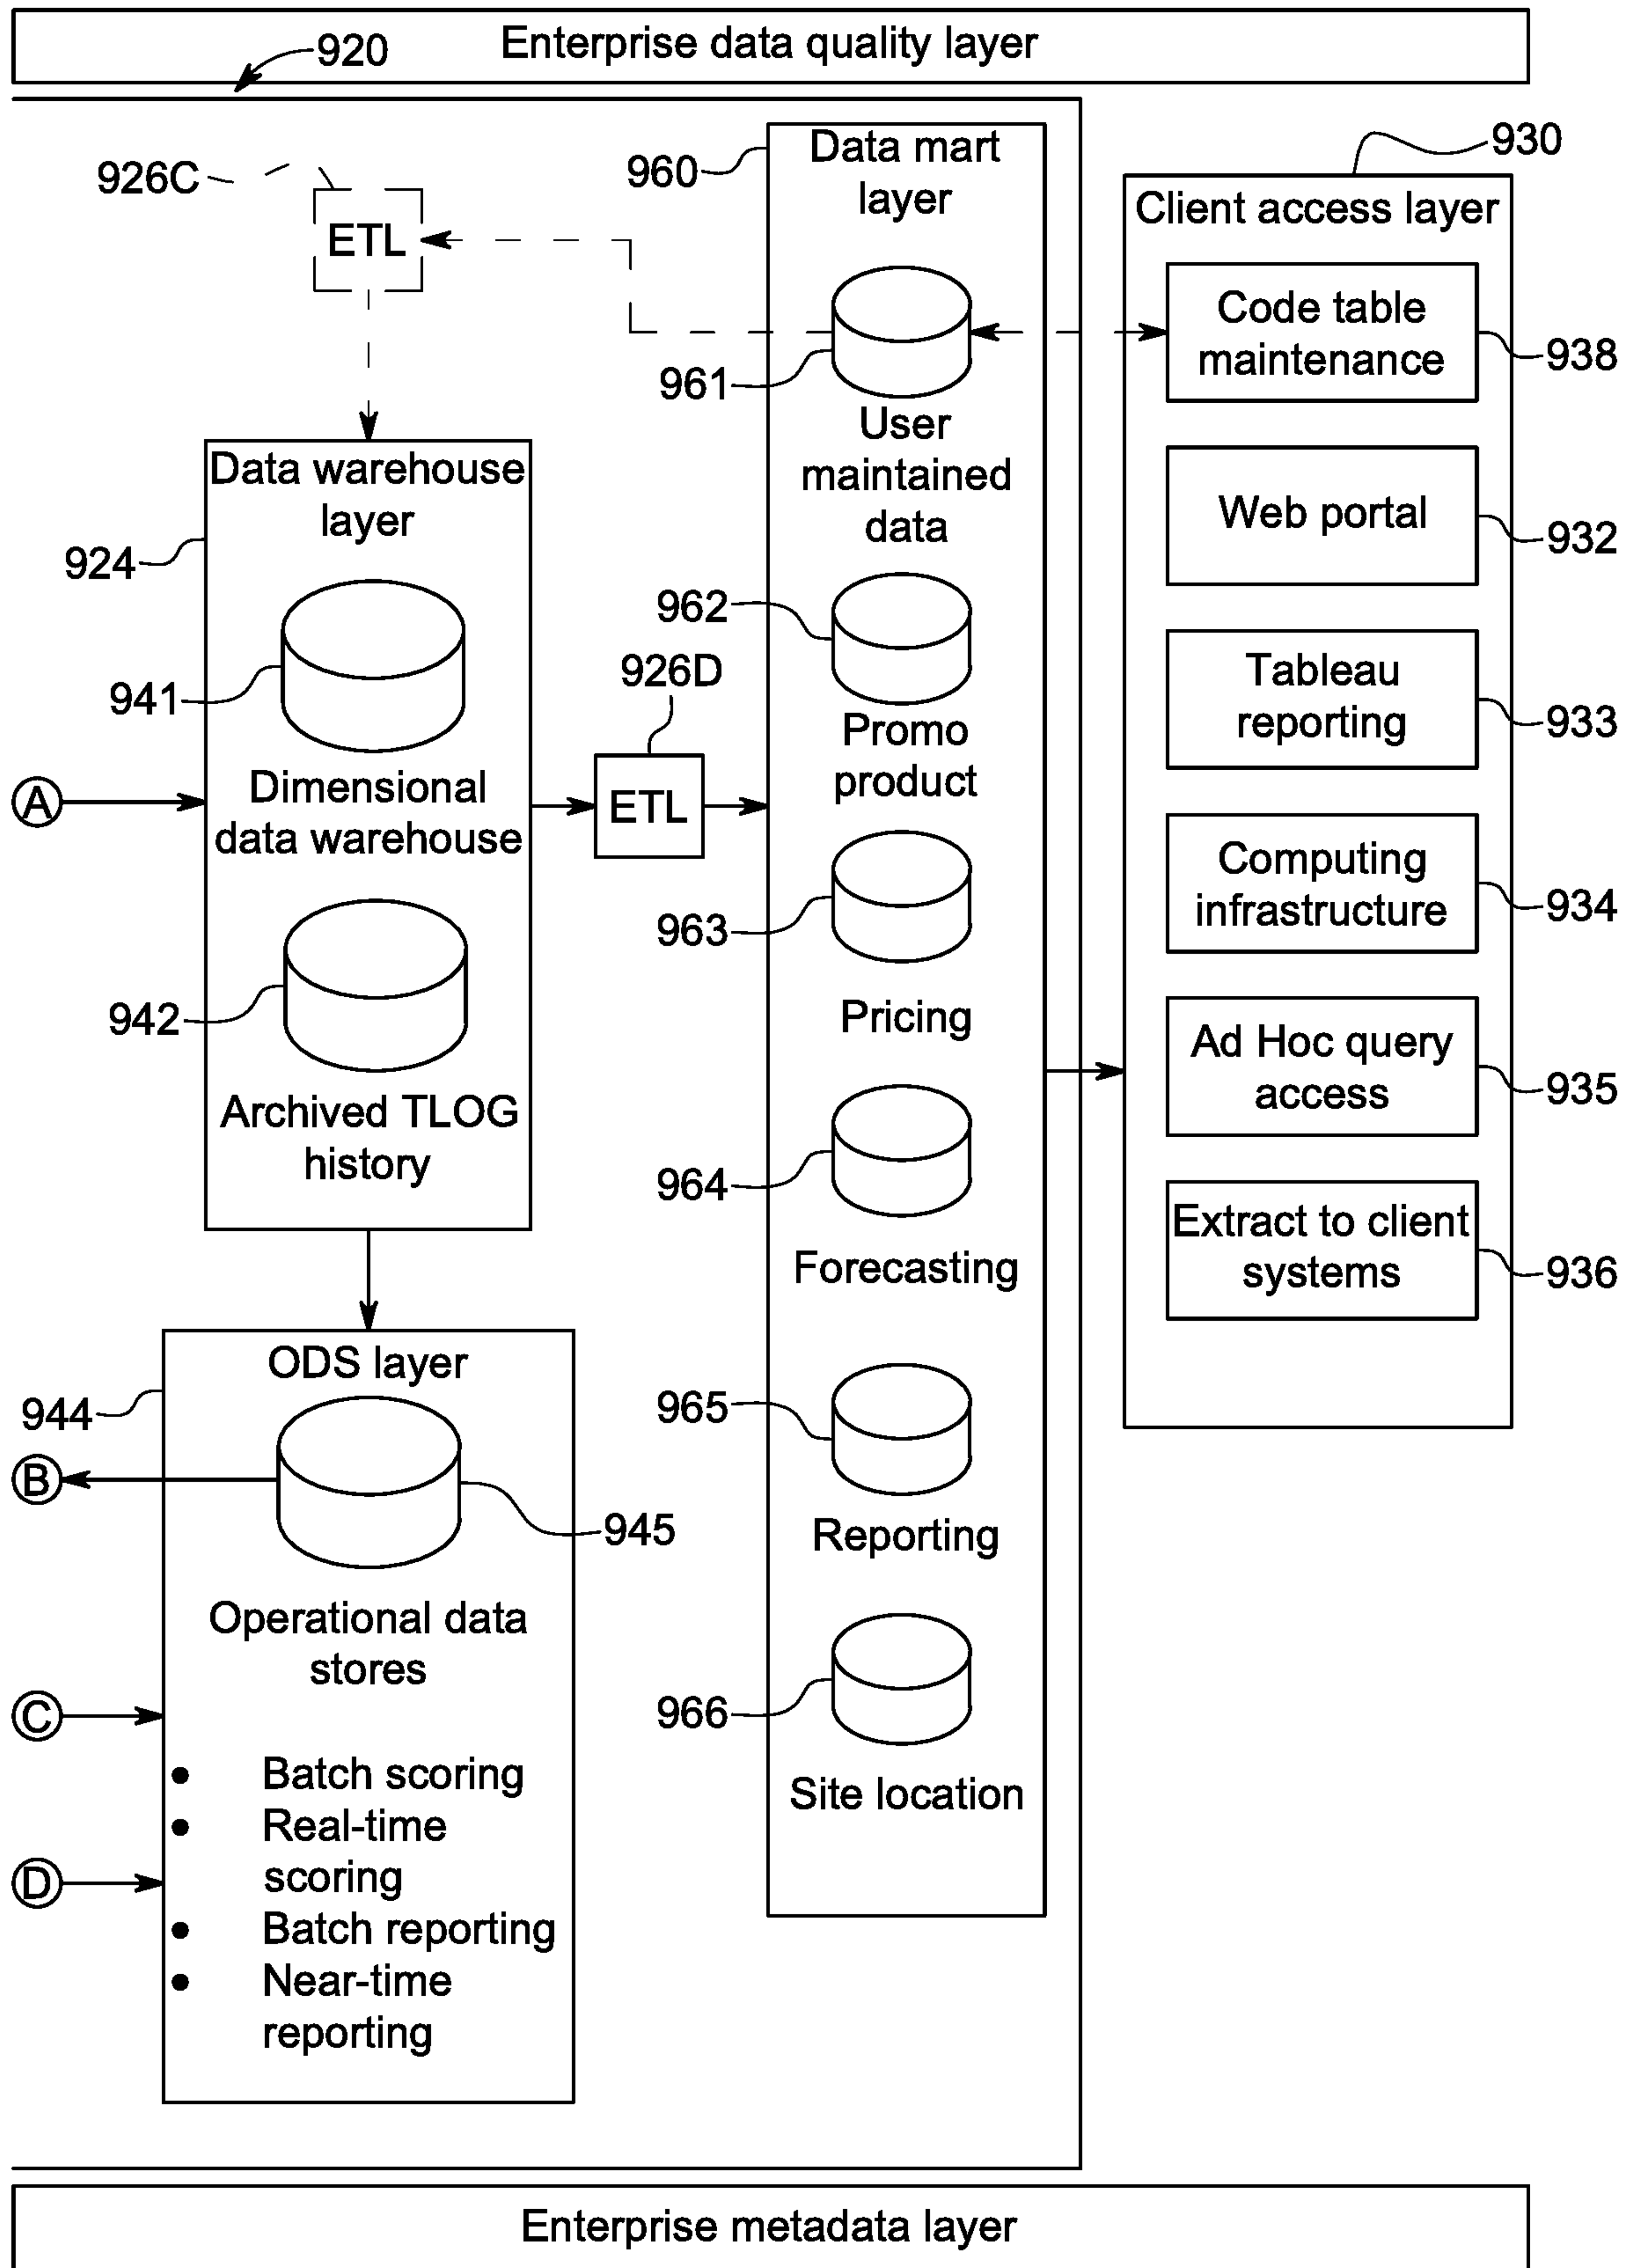 Enterprise data quality layer
920
926C
ETL
960
Data mart
layer
961
User
maintained
data
962
Promo
product
963
Pricing
964
Forecasting
965
Reporting
966
Site location
930
Client access layer
Code table
maintenance
938
Web portal
932
Tableau
reporting
933
Computing
infrastructure
934
Ad Hoc query
access
935
Extract to client
systems
936
Data warehouse
layer
924
941
Dimensional
data warehouse
942
Archived TLOG
history
A
926D
ETL
ODS layer
944
B
945
Operational data
stores
C
D
• Batch scoring
• Real-time
scoring
• Batch reporting
• Near-time
reporting
Enterprise metadata layer